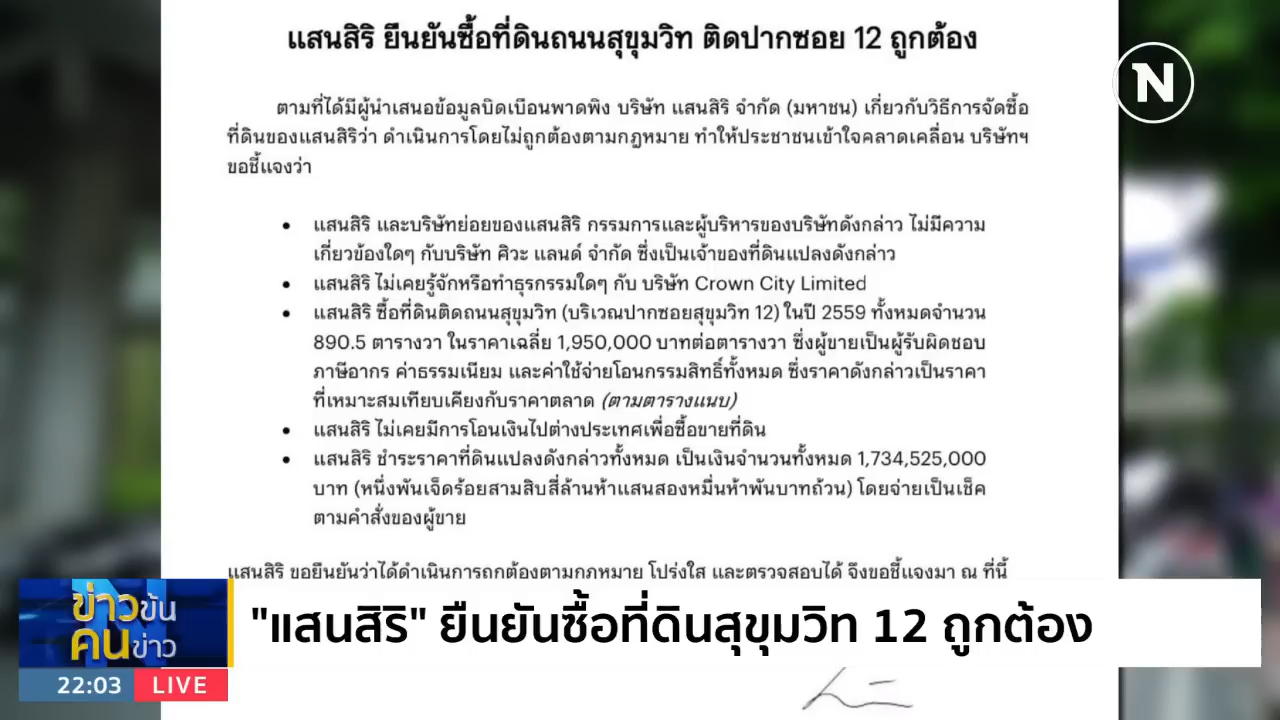 แสนสิริ ยืนยันซื้อที่ดินถนนสุขุมวิท ติดปากซอย 12 ถูกต้อง
N
ตามที่ได้มีผู้นำเสนอข้อมูลบิดเบือนพาดพิง บริษัท แสนสิริ จำกัด (มหาชน) เกี่ยวกับวิธีการจัดซื้อ
ที่ดินของแสนสิริว่า ดำเนินการโดยไม่ถูกต้องตามกฎหมาย ทำให้ประชาชนเข้าใจคลาดเคลื่อน บริษัทฯ
ขอชี้แจงว่า
• แสนสิริ และบริษัทย่อยของแสนสิริ กรรมการและผู้บริหารของบริษัทดังกล่าว ไม่มีความ
เกี่ยวข้องใดๆ กับบริษัท ศิวะ แลนด์ จำกัด ซึ่งเป็นเจ้าของที่ดินแปลงดังกล่าว
• แสนสิริ ไม่เคยรู้จักหรือทำธุรกรรมใดๆ กับ บริษัท Crown City Limited
• แสนสิริ ซื้อที่ดินติดถนนสุขุมวิท (บริเวณปากซอยสุขุมวิท 12) ในปี 2559 ทั้งหมดจำนวน
890.5 ตารางวา ในราคาเฉลี่ย 1,950,000 บาทต่อตารางวา ซึ่งผู้ขายเป็นผู้รับผิดชอบ
ภาษีอากร ค่าธรรมเนียม และค่าใช้จ่ายโอนกรรมสิทธิ์ทั้งหมด ซึ่งราคาดังกล่าวเป็นราคา
ที่เหมาะสมเทียบเคียงกับราคาตลาด (ตามตารางแนบ)
• แสนสิริ ไม่เคยมีการโอนเงินไปต่างประเทศเพื่อซื้อขายที่ดิน
• แสนสิริ ชำระราคาที่ดินแปลงดังกล่าวทั้งหมด เป็นเงินจำนวนทั้งหมด 1,734,525,000
บาท (หนึ่งพันเจ็ดร้อยสามสิบสี่ล้านห้าแสนสองหมื่นห้าพันบาทถ้วน) โดยจ่ายเป็นเช็ค
ตามคำสั่งของผู้ขาย
แสนสิริ ขอยืนยันว่าได้ดำเนินการถูกต้องตามกฎหมาย โปร่งใส และตรวจสอบได้ จึงขอชี้แจงมา ณ ที่นี้
ข่าวข้น
คนข่าว
"แสนสิริ" ยืนยันซื้อที่ดินสุขุมวิท 12 ถูกต้อง
22:03 LIVE